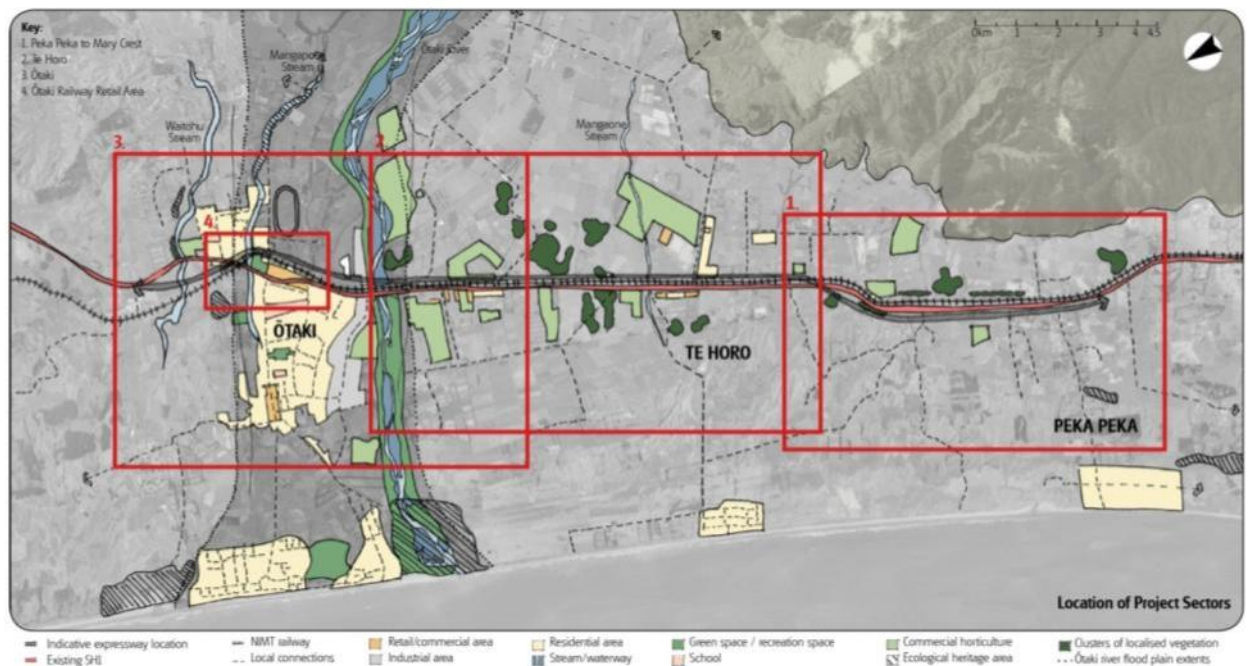 Key:
1. Peka Peka to Mary Crest
2. Te Horo
3. Ōtaki
4. Ōtaki Railway Retail Area
0km 1 2 3 4 4.5
Mangapouri
Stream
Ōtaki River
Waitohu
Stream
Mangaone
Stream
3.
2.
1.
4.
ŌTAKI
TE HORO
PEKA PEKA
Location of Project Sectors
Indicative expressway location
NIMT railway
Retail/commercial area
Residential area
Green space / recreation space
Commercial horticulture
Clusters of localised vegetation
Existing SH1
Local connections
Industrial area
Stream/waterway
School
Ecological heritage area
Ōtaki river flood plain extents